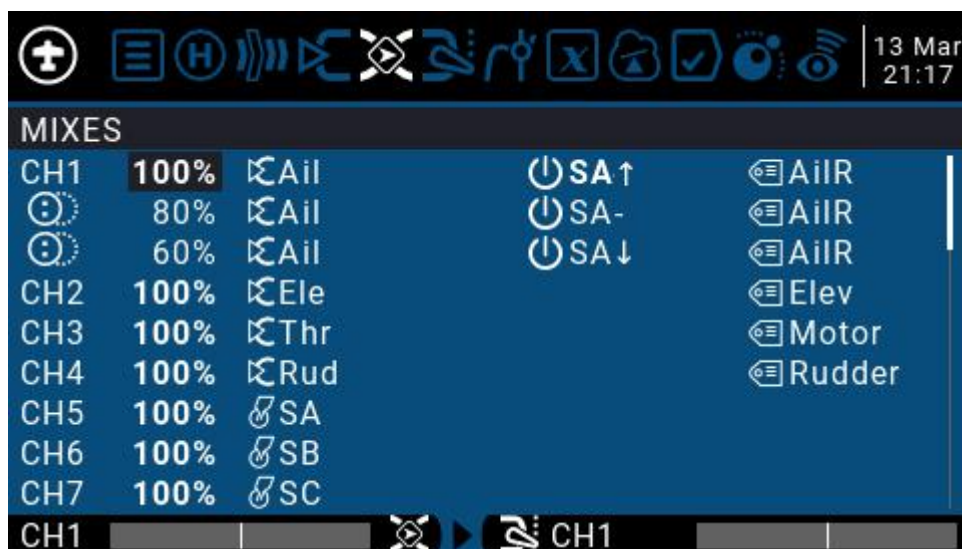 13 Mar
21:17
MIXES
CH1 100% Ail SA↑ AilR
80% Ail SA- AilR
60% Ail SA↓ AilR
CH2 100% Ele Elev
CH3 100% Thr Motor
CH4 100% Rud Rudder
CH5 100% SA
CH6 100% SB
CH7 100% SC
CH1 CH1